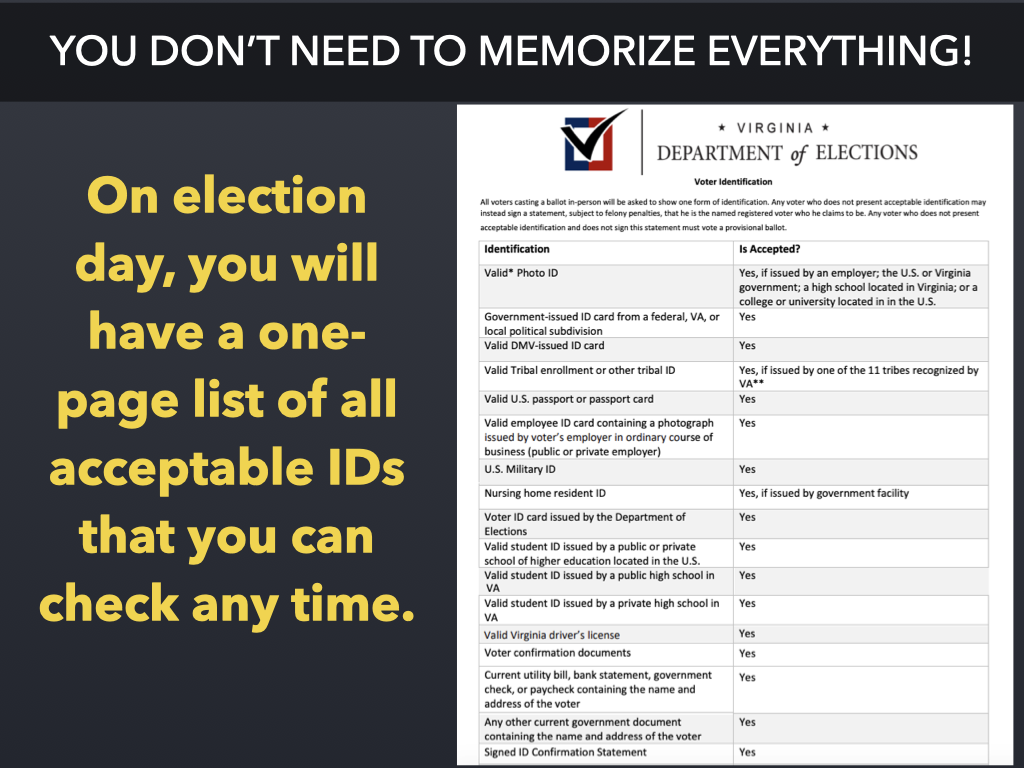 YOU DON'T NEED TO MEMORIZE EVERYTHING!
On election
day, you will
have a one-
page list of all
acceptable IDs
that you can
check any time.
★ VIRGINIA ★
DEPARTMENT of ELECTIONS
Voter Identification
All voters casting a ballot in-person will be asked to show one form of identification. Any voter who does not present acceptable identification may
instead sign a statement, subject to felony penalties, that he is the named registered voter who he claims to be. Any voter who does not present
acceptable identification and does not sign this statement must vote a provisional ballot.
Identification Is Accepted?
Valid* Photo ID Yes, if issued by an employer; the U.S. or Virginia
government; a high school located in Virginia; or a
college or university located in in the U.S.
Government-issued ID card from a federal, VA, or Yes
local political subdivision
Valid DMV-issued ID card Yes
Valid Tribal enrollment or other tribal ID Yes, if issued by one of the 11 tribes recognized by
VA**
Valid U.S. passport or passport card Yes
Valid employee ID card containing a photograph Yes
issued by voter's employer in ordinary course of
business (public or private employer)
U.S. Military ID Yes
Nursing home resident ID Yes, if issued by government facility
Voter ID card issued by the Department of Yes
Elections
Valid student ID issued by a public or private Yes
school of higher education located in the U.S.
Valid student ID issued by a public high school in Yes
VA
Valid student ID issued by a private high school in Yes
VA
Valid Virginia driver's license Yes
Voter confirmation documents Yes
Current utility bill, bank statement, government Yes
check, or paycheck containing the name and
address of the voter
Any other current government document Yes
containing the name and address of the voter
Signed ID Confirmation Statement Yes